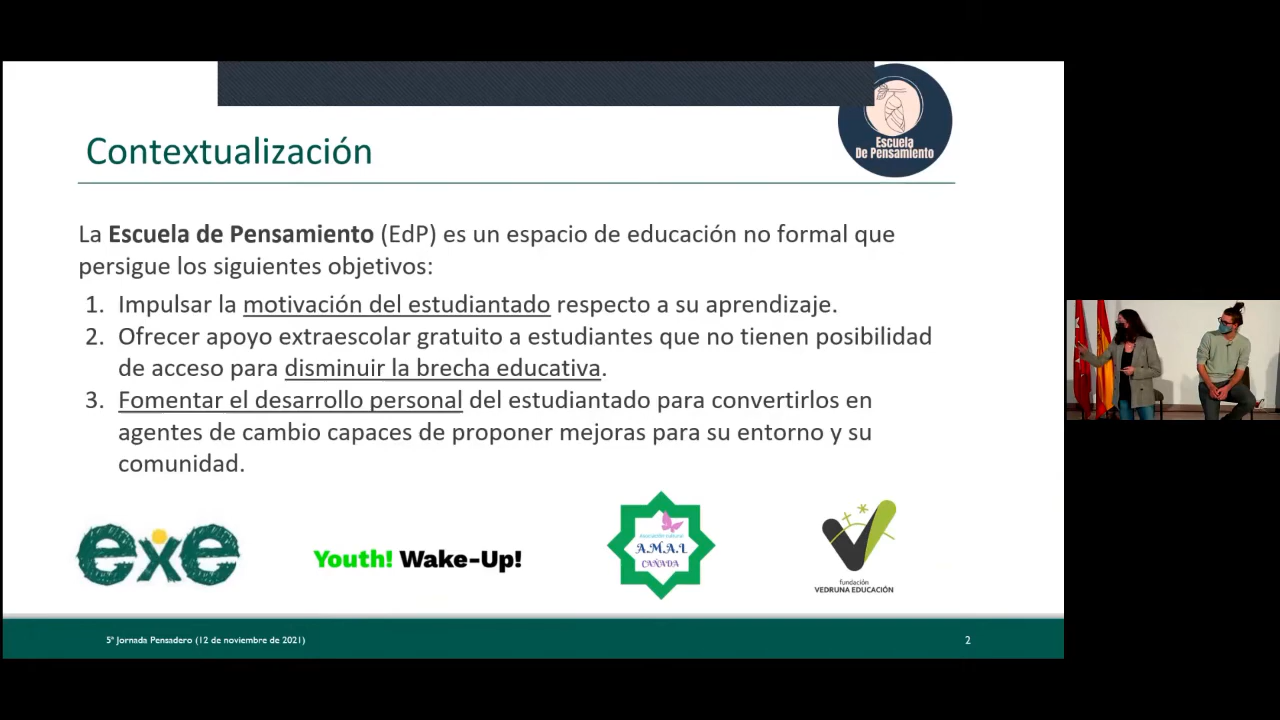 Escuela
De Pensamiento
Contextualización
La Escuela de Pensamiento (EdP) es un espacio de educación no formal que
persigue los siguientes objetivos:
1. Impulsar la motivación del estudiantado respecto a su aprendizaje.
2. Ofrecer apoyo extraescolar gratuito a estudiantes que no tienen posibilidad
de acceso para disminuir la brecha educativa.
3. Fomentar el desarrollo personal del estudiantado para convertirlos en
agentes de cambio capaces de proponer mejoras para su entorno y su
comunidad.
exe
Youth! Wake-Up!
Asociación cultural
A.M.A.L
CAÑADA
fundación
VEDRUNA EDUCACIÓN
5ª Jornada Pensadero (12 de noviembre de 2021)
2